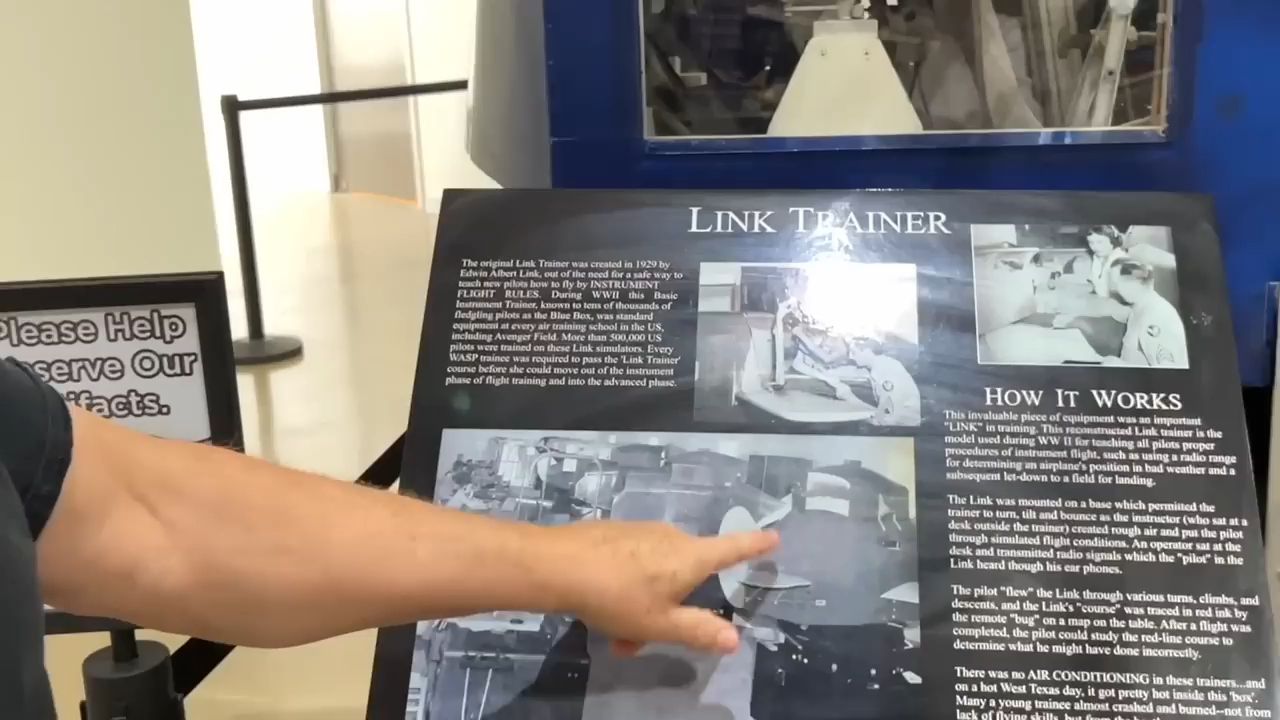 LINK TRAINER
The original Link Trainer was created in 1929 by
Edwin Albert Link, out of the need for a safe way to
teach new pilots how to fly by INSTRUMENT
FLIGHT RULES. During WWII this Basic
Instrument Trainer, known to tens of thousands of
fledgling pilots as the Blue Box, was standard
equipment at every air training school in the US,
including Avenger Field. More than 500,000 US
pilots were trained on these Link simulators. Every
WASP trainee was required to pass the 'Link Trainer'
course before she could move out of the instrument
phase of flight training and into the advanced phase.
HOW IT WORKS
This invaluable piece of equipment was an important
"LINK" in training. This reconstructed Link trainer is the
model used during WW II for teaching all pilots proper
procedures of instrument flight, such as using a radio range
for determining an airplane's position in bad weather and a
subsequent let-down to a field for landing.
The Link was mounted on a base which permitted the
trainer to turn, tilt and bounce as the instructor (who sat at a
desk outside the trainer) created rough air and put the pilot
through simulated flight conditions. An operator sat at the
desk and transmitted radio signals which the "pilot" in the
Link heard though his ear phones.
The pilot "flew" the Link through various turns, climbs, and
descents, and the Link's "course" was traced in red ink by
the remote "bug" on a map on the table. After a flight was
completed, the pilot could study the red-line course to
determine what he might have done incorrectly.
There was no AIR CONDITIONING in these trainers...and
on a hot West Texas day, it got pretty hot inside this 'box'.
Many a young trainee almost crashed and burned--not from
lack of flying skills, but from the
Please Help
serve Our
ifacts.